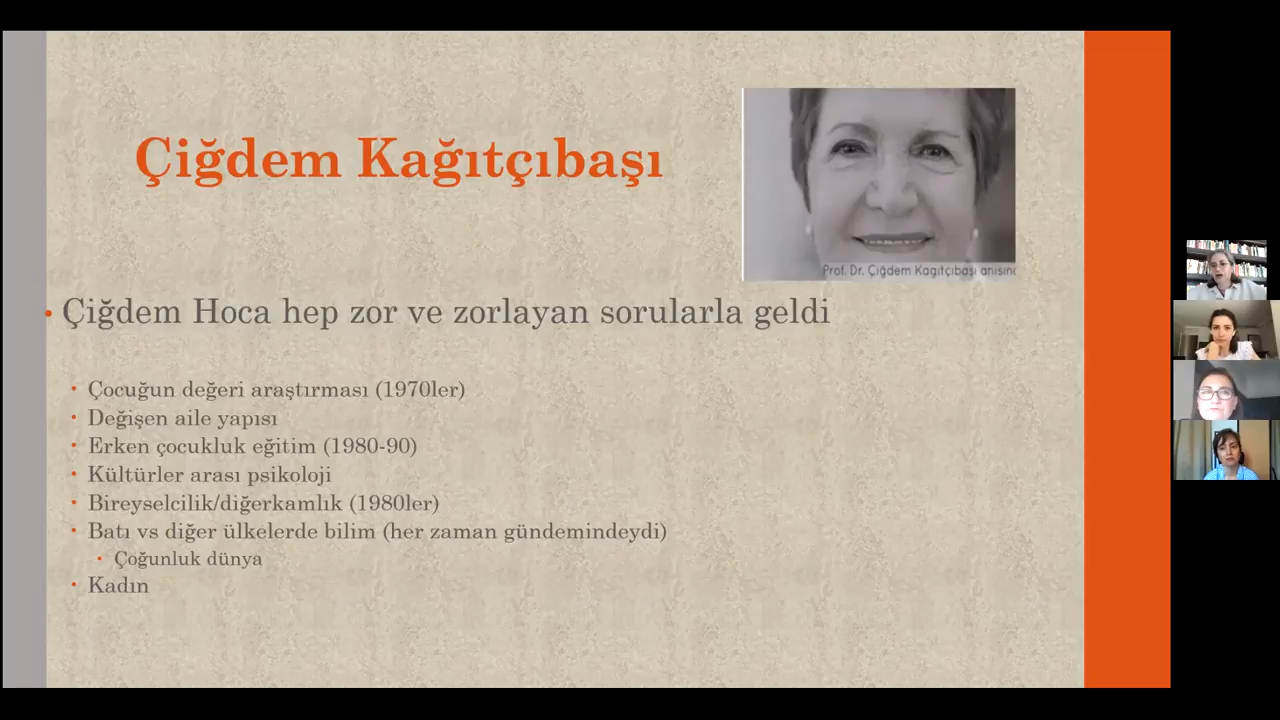 Çiğdem Kağıtçıbaşı
Prof. Dr. Çiğdem Kağıtçıbaşı anısın
• Çiğdem Hoca hep zor ve zorlayan sorularla geldi
• Çocuğun değeri araştırması (1970ler)
• Değişen aile yapısı
• Erken çocukluk eğitim (1980-90)
• Kültürler arası psikoloji
• Bireyselcilik/diğerkamlık (1980ler)
• Batı vs diğer ülkelerde bilim (her zaman gündemindeydi)
• Çoğunluk dünya
• Kadın